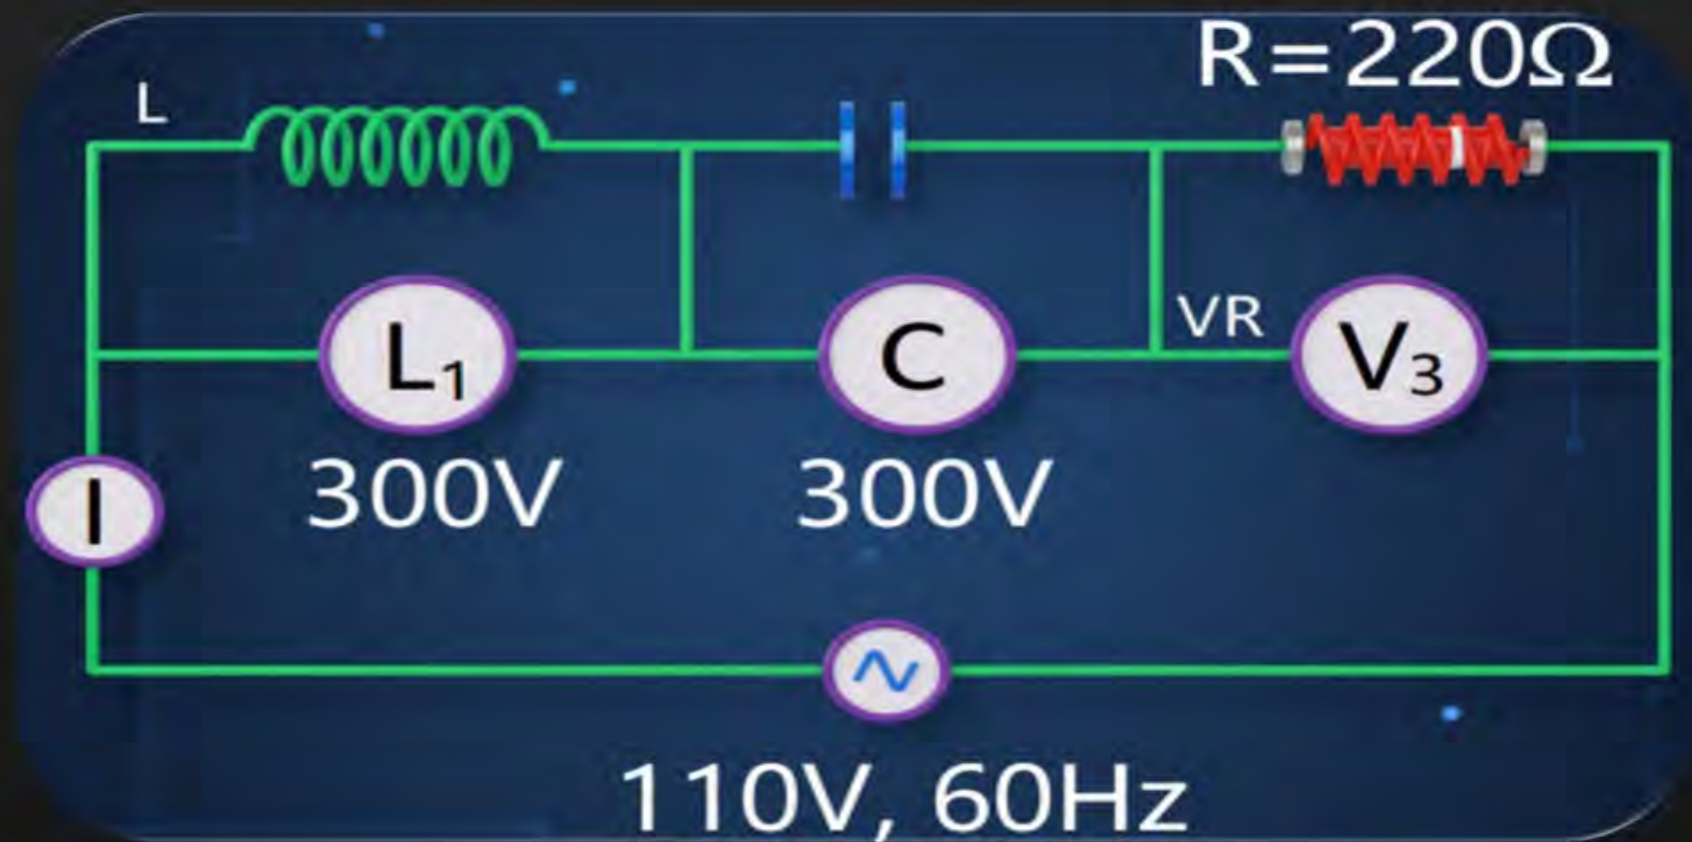 R=220Ω
L
L₁
C
VR
V₃
300V
300V
I
110V, 60Hz